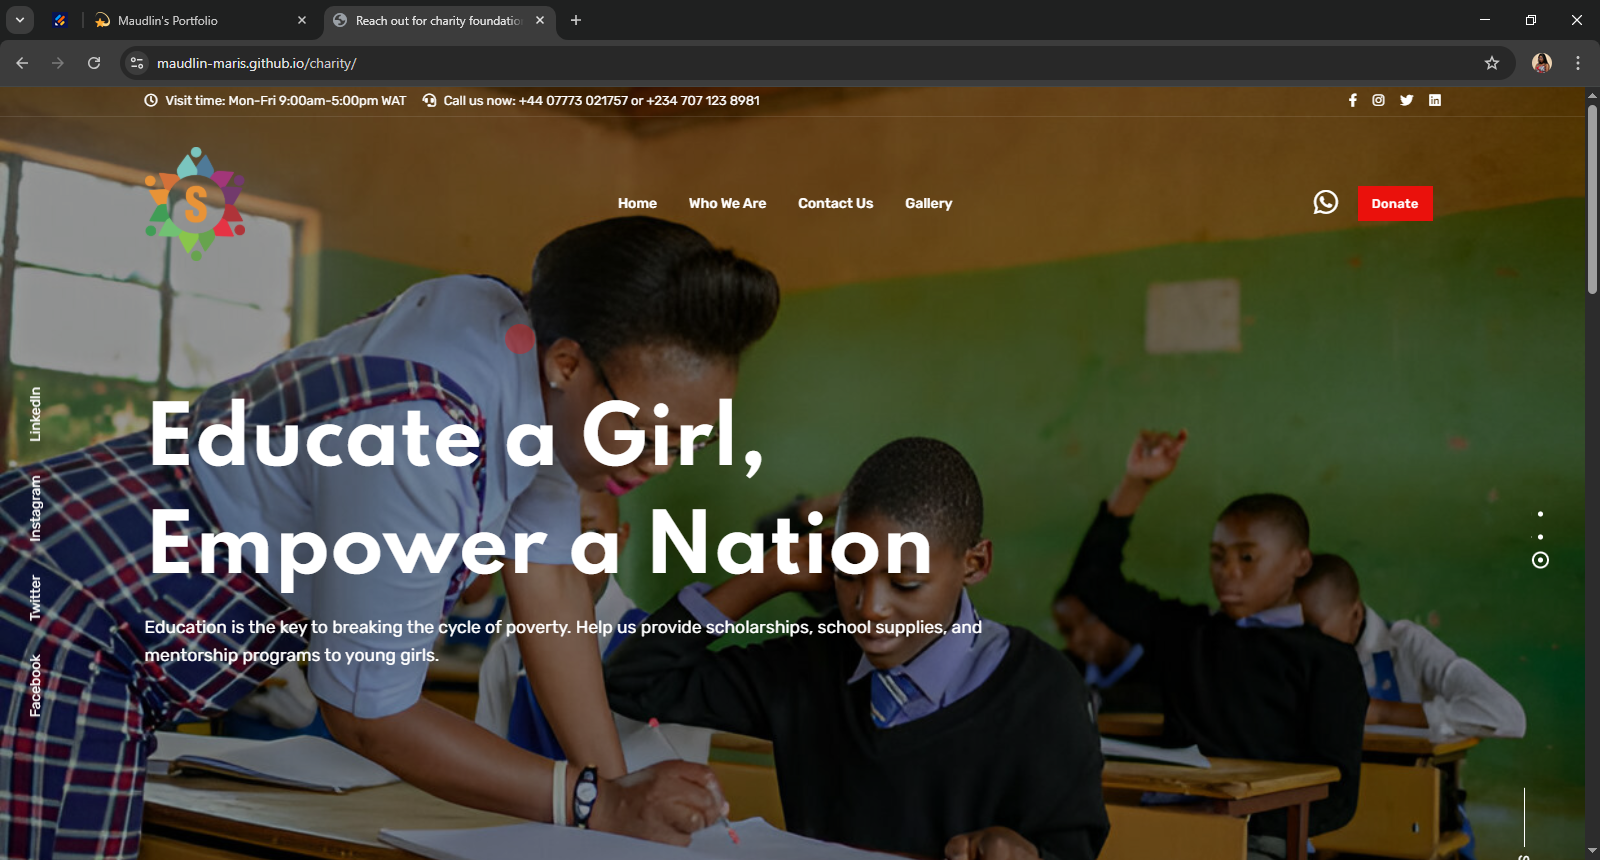 Maudlin's Portfolio
Reach out for charity foundatio
maudlin-maris.github.io/charity/
Visit time: Mon-Fri 9:00am-5:00pm WAT
Call us now: +44 07773 021757 or +234 707 123 8981
S
Home
Who We Are
Contact Us
Gallery
Donate
Educate a Girl,
Empower a Nation
Education is the key to breaking the cycle of poverty. Help us provide scholarships, school supplies, and
mentorship programs to young girls.
LinkedIn
Instagram
Twitter
Facebook